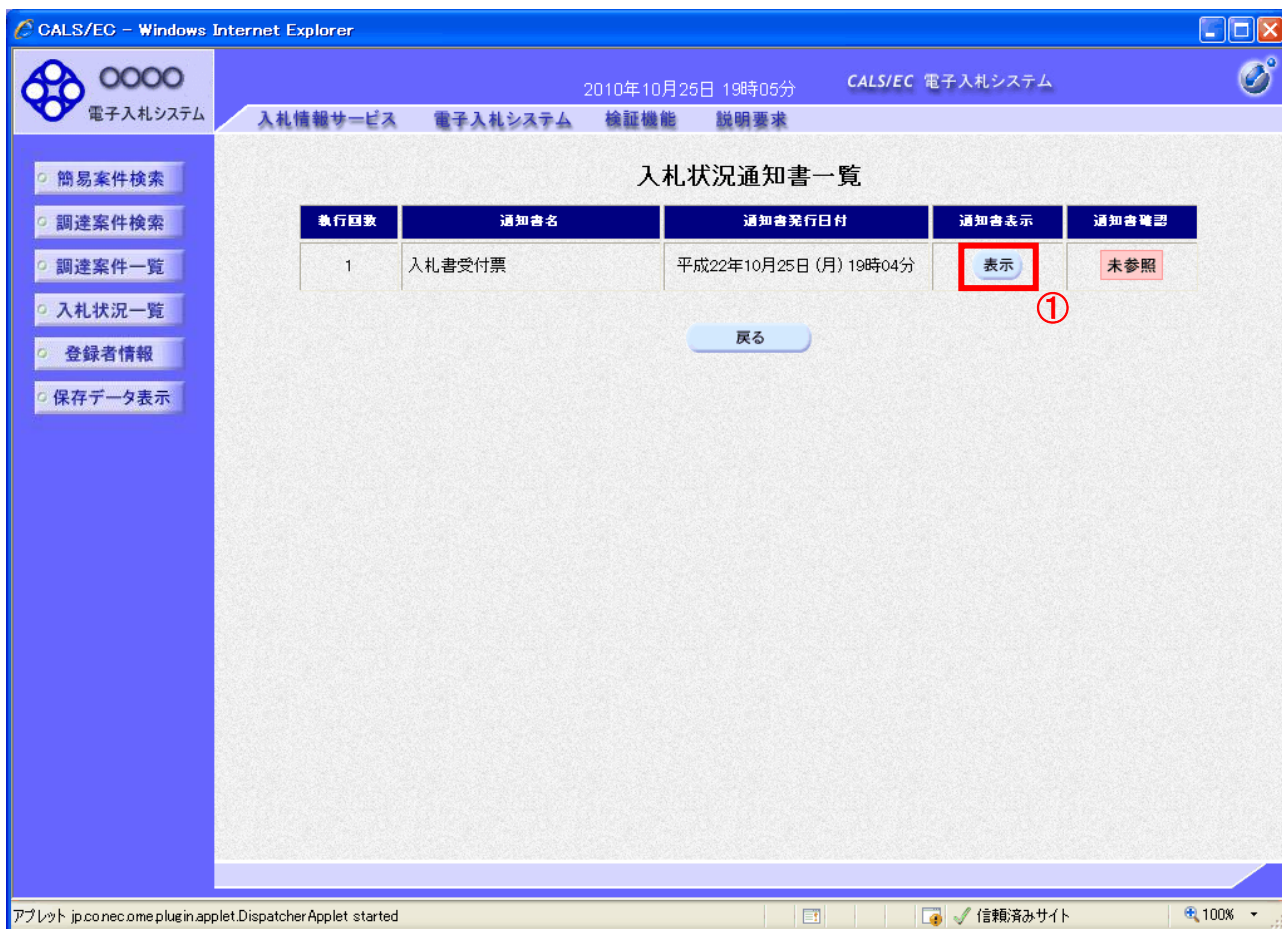 CALS/EC - Windows Internet Explorer
○○○○
電子入札システム
2010年10月25日 19時05分
CALS/EC 電子入札システム
入札情報サービス 電子入札システム 検証機能 説明要求
簡易案件検索
調達案件検索
調達案件一覧
入札状況一覧
登録者情報
保存データ表示
入札状況通知書一覧
執行回数 通知書名 通知書発行日付 通知書表示 通知書確認
1 入札書受付票 平成22年10月25日(月) 19時04分 表示 未参照
①
戻る
アプレット jp.co.nec.ome.plugin.applet.DispatcherApplet started
信頼済みサイト
100%